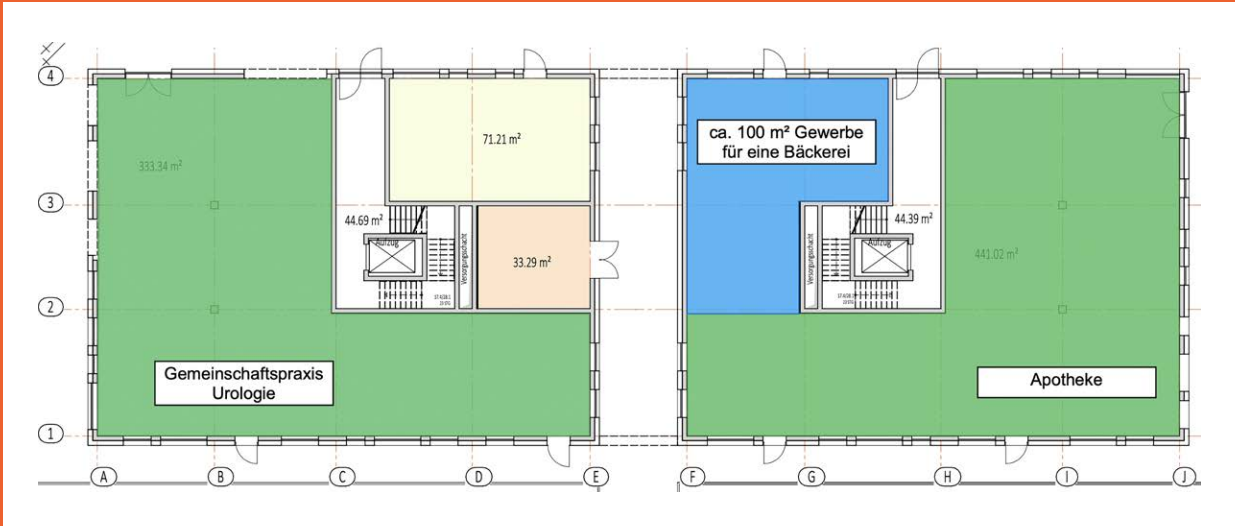 4
71.21 m²
ca. 100 m² Gewerbe
für eine Bäckerei
333.34 m²
3
44.69 m²
44.39 m²
Aufzug
Versorgungsschacht
33.29 m²
Versorgungsschacht
Aufzug
441.02 m²
2
Gemeinschaftspraxis
Urologie
Apotheke
1
A
B
C
D
E
F
G
H
I
J